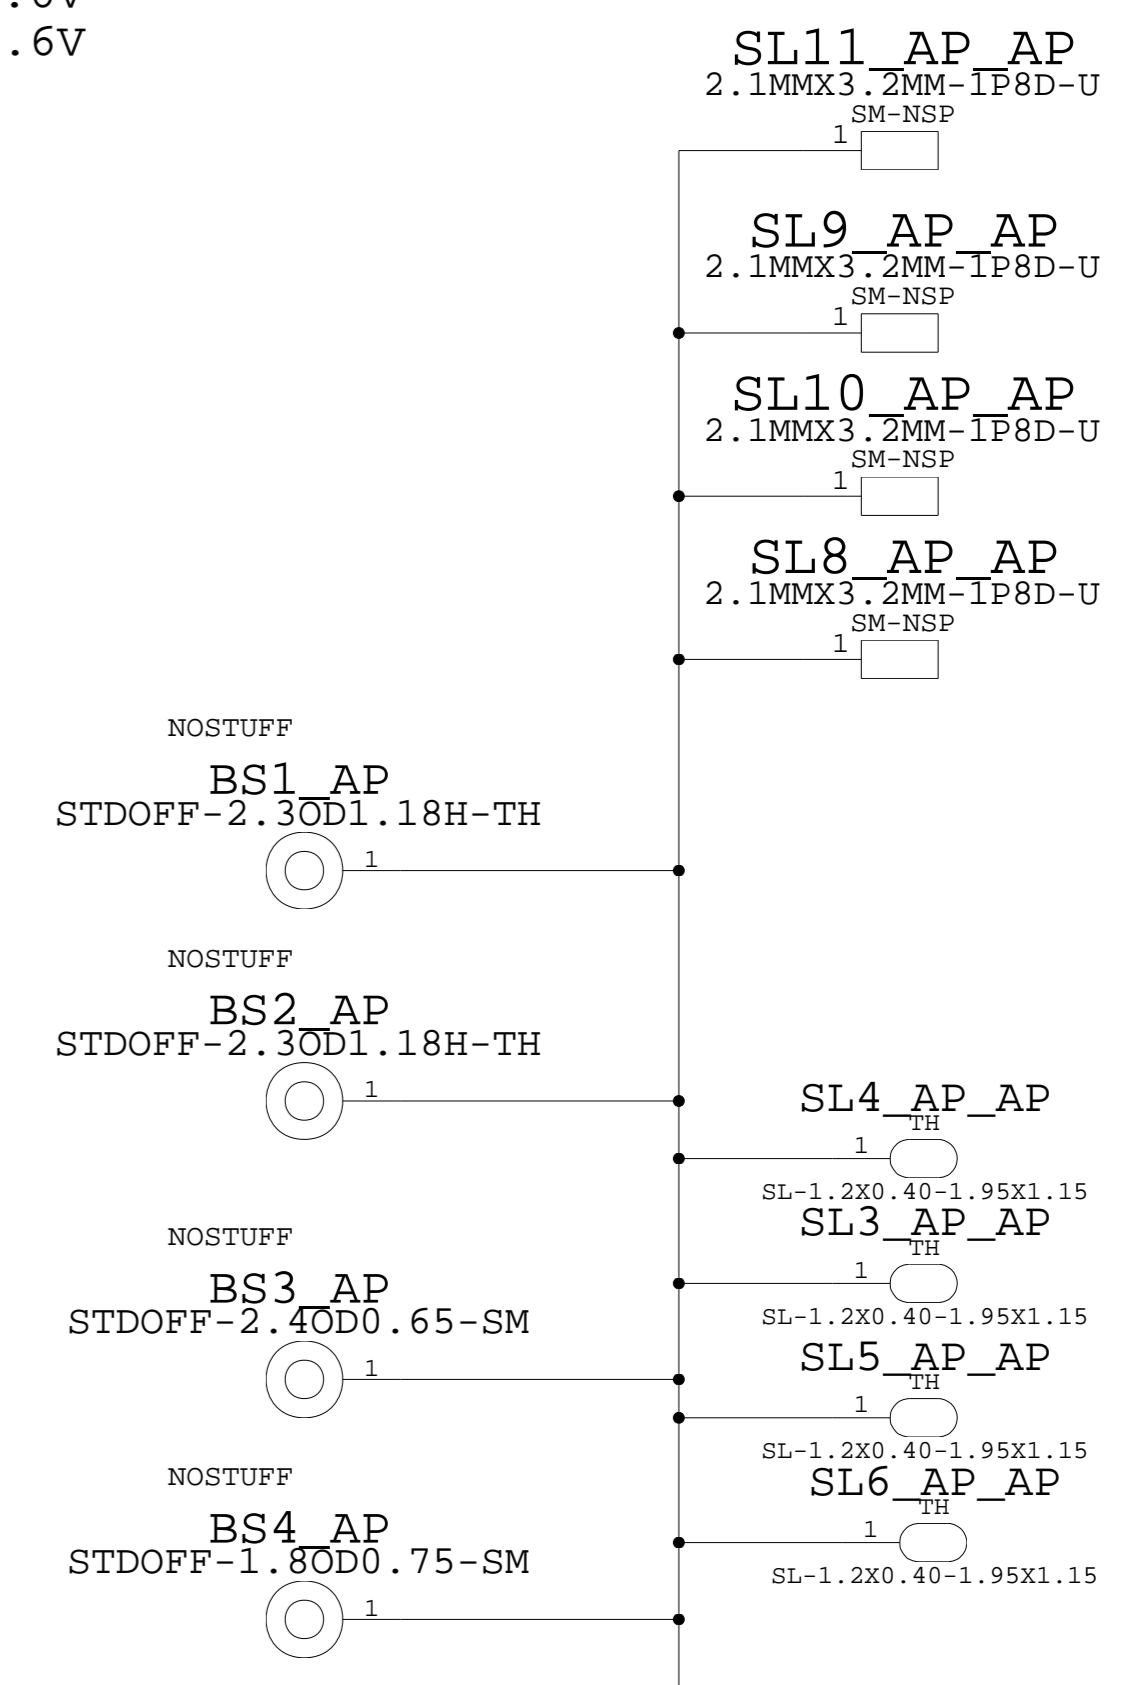 .6V
SL11_AP_AP
2.1MMX3.2MM-1P8D-U
SM-NSP
1
SL9_AP_AP
2.1MMX3.2MM-1P8D-U
SM-NSP
1
SL10_AP_AP
2.1MMX3.2MM-1P8D-U
SM-NSP
1
SL8_AP_AP
2.1MMX3.2MM-1P8D-U
SM-NSP
1
NOSTUFF
BS1_AP
STDOFF-2.3OD1.18H-TH
1
NOSTUFF
BS2_AP
STDOFF-2.3OD1.18H-TH
1
SL4_AP_AP
TH
1
SL-1.2X0.40-1.95X1.15
SL3_AP_AP
TH
1
SL-1.2X0.40-1.95X1.15
NOSTUFF
BS3_AP
STDOFF-2.4OD0.65-SM
1
SL5_AP_AP
TH
1
SL-1.2X0.40-1.95X1.15
SL6_AP_AP
TH
1
SL-1.2X0.40-1.95X1.15
NOSTUFF
BS4_AP
STDOFF-1.8OD0.75-SM
1